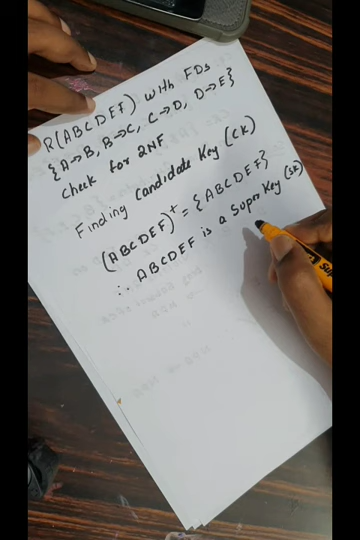 R(ABCDEF) with FDs
{A→B, B→C, C→D, D→E}
Check for 2NF
Finding Candidate Key (CK)
(ABCDEF)⁺ = {ABCDEF}
∴ ABCDEF is a Super Key (SK)